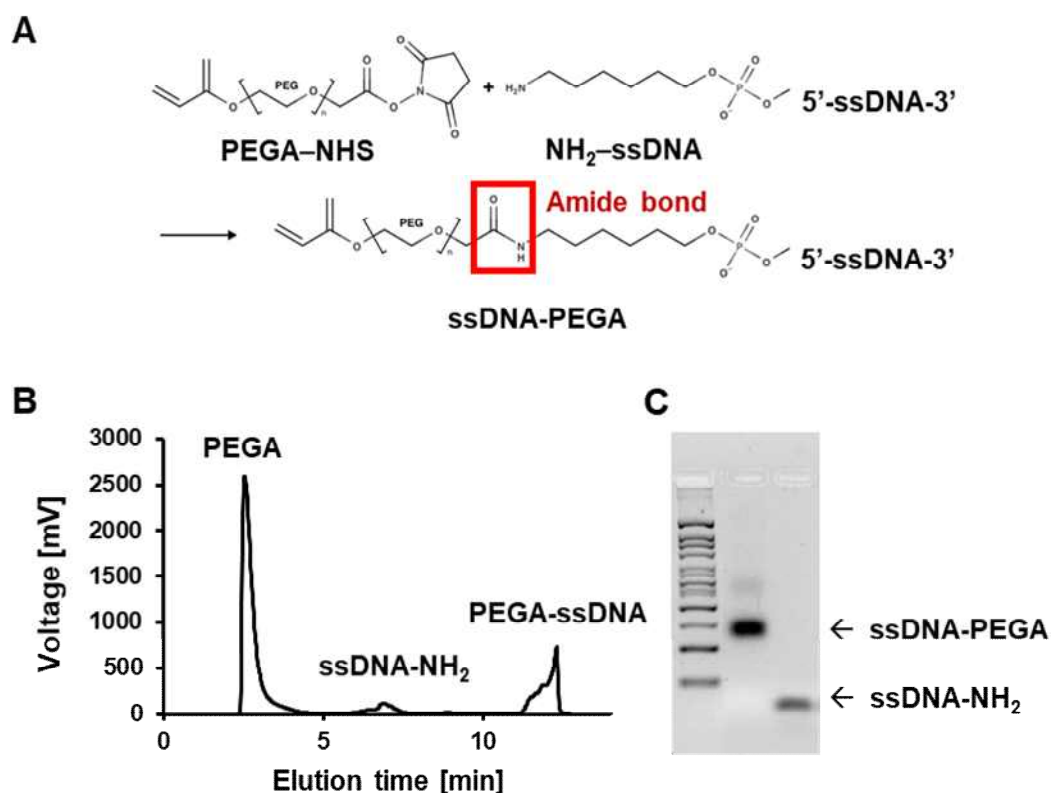 A
PEG
n
O
O
O
N
O
O
+
H₂N
O
O
P
O⁻
O
5'-ssDNA-3'
PEGA–NHS
NH₂–ssDNA
Amide bond
O
PEG
O
n
O
N
H
O
O
P
O⁻
O
5'-ssDNA-3'
ssDNA-PEGA
B
Voltage [mV]
3000
2500
2000
1500
1000
500
0
PEGA
ssDNA-NH₂
PEGA-ssDNA
0
5
10
Elution time [min]
C
← ssDNA-PEGA
← ssDNA-NH₂